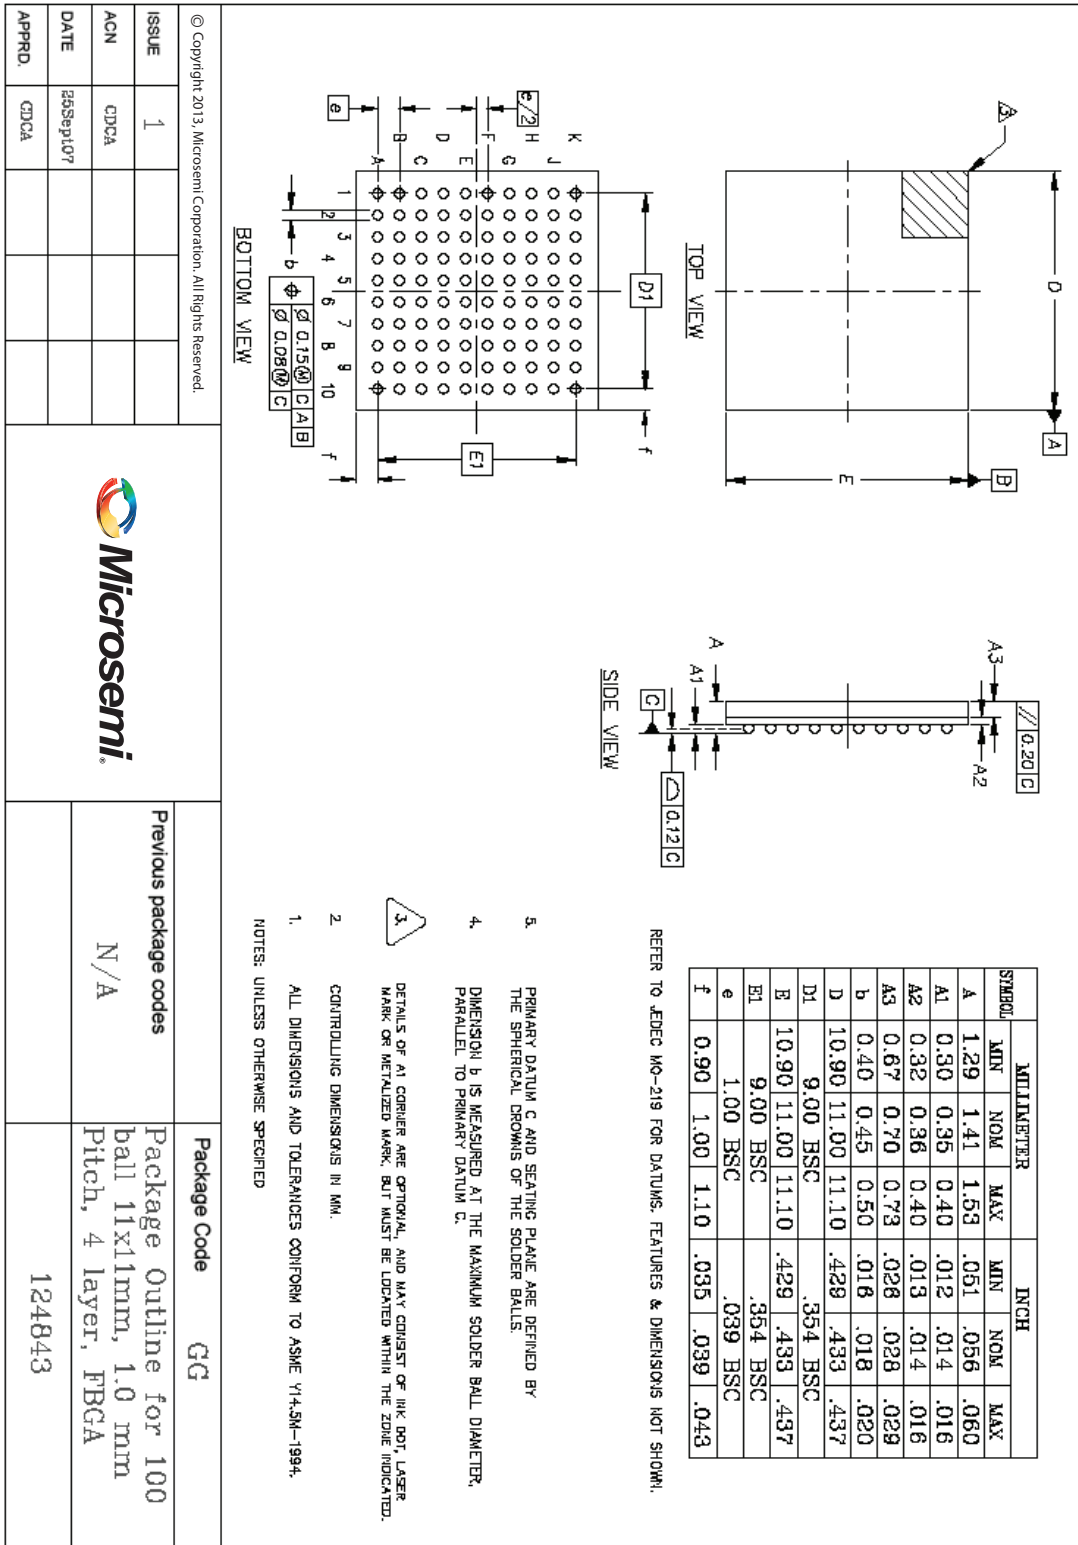 TOP VIEW
3
D
A
B
E
BOTTOM VIEW
D1
E1
e
e/2
f
f
b
A B C D E F G H J K
1 2 3 4 5 6 7 8 9 10
⌖ Ø 0.15 Ⓜ C A B
Ø 0.08 Ⓜ C
SIDE VIEW
// 0.20 C
A3
A2
A1
A
C
⌓ 0.12 C
SYMBOL MILLIMETER INCH
MIN NOM MAX MIN NOM MAX
A 1.29 1.41 1.53 .051 .056 .060
A1 0.30 0.35 0.40 .012 .014 .016
A2 0.32 0.36 0.40 .013 .014 .016
A3 0.67 0.70 0.73 .026 .028 .029
b 0.40 0.45 0.50 .016 .018 .020
D 10.90 11.00 11.10 .429 .433 .437
D1 9.00 BSC .354 BSC
E 10.90 11.00 11.10 .429 .433 .437
E1 9.00 BSC .354 BSC
e 1.00 BSC .039 BSC
f 0.90 1.00 1.10 .035 .039 .043
REFER TO JEDEC MO-219 FOR DATUMS, FEATURES & DIMENSIONS NOT SHOWN.
5. PRIMARY DATUM C AND SEATING PLANE ARE DEFINED BY
THE SPHERICAL CROWNS OF THE SOLDER BALLS.
4. DIMENSION b IS MEASURED AT THE MAXIMUM SOLDER BALL DIAMETER,
PARALLEL TO PRIMARY DATUM C.
3. DETAILS OF A1 CORNER ARE OPTIONAL, AND MAY CONSIST OF INK DOT, LASER
MARK OR METALIZED MARK, BUT MUST BE LOCATED WITHIN THE ZONE INDICATED.
2. CONTROLLING DIMENSIONS IN MM.
1. ALL DIMENSIONS AND TOLERANCES CONFORM TO ASME Y14.5M-1994.
NOTES: UNLESS OTHERWISE SPECIFIED
© Copyright 2013, Microsemi Corporation. All Rights Reserved.
ISSUE 1
ACN CDCA
DATE 25Sept07
APPRD. CDCA
Microsemi.
Previous package codes
N/A
Package Code GG
Package Outline for 100
ball 11x11mm, 1.0 mm
Pitch, 4 layer, FBGA
124843